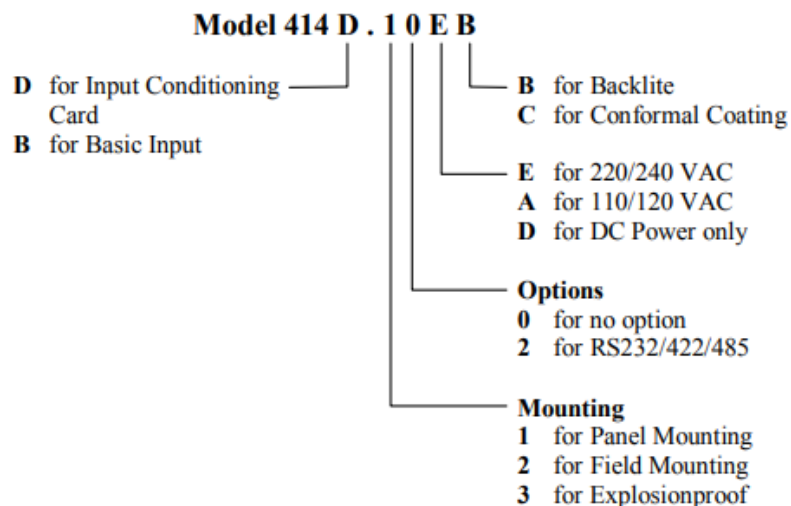 Model 414 D . 1 0 E B
D for Input Conditioning
Card
B for Basic Input
B for Backlite
C for Conformal Coating
E for 220/240 VAC
A for 110/120 VAC
D for DC Power only
Options
0 for no option
2 for RS232/422/485
Mounting
1 for Panel Mounting
2 for Field Mounting
3 for Explosionproof